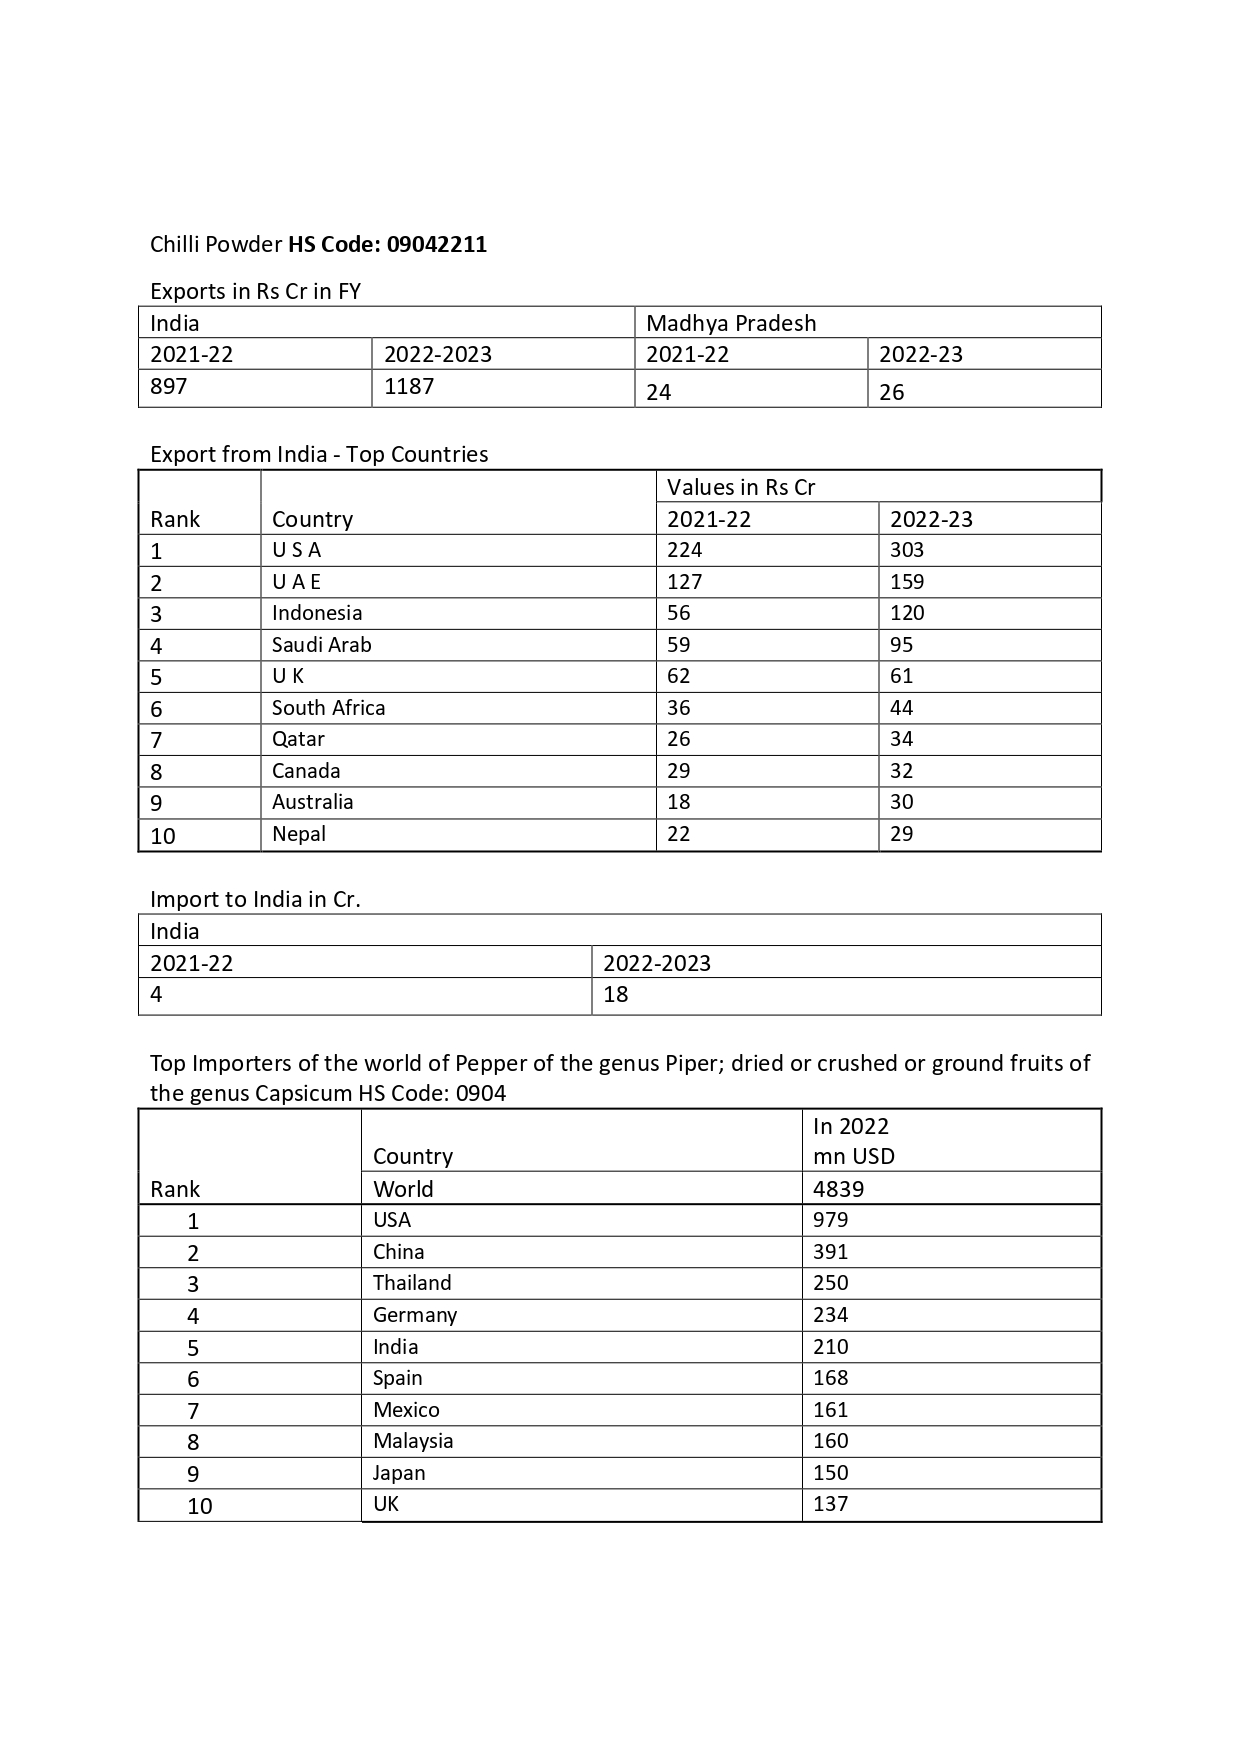 Chilli Powder HS Code: 09042211
Exports in Rs Cr in FY
India Madhya Pradesh
2021-22 2022-2023 2021-22 2022-23
897 1187 24 26
Export from India - Top Countries
Values in Rs Cr
Rank Country 2021-22 2022-23
1 U S A 224 303
2 U A E 127 159
3 Indonesia 56 120
4 Saudi Arab 59 95
5 U K 62 61
6 South Africa 36 44
7 Qatar 26 34
8 Canada 29 32
9 Australia 18 30
10 Nepal 22 29
Import to India in Cr.
India
2021-22 2022-2023
4 18
Top Importers of the world of Pepper of the genus Piper; dried or crushed or ground fruits of
the genus Capsicum HS Code: 0904
In 2022
Country mn USD
Rank World 4839
1 USA 979
2 China 391
3 Thailand 250
4 Germany 234
5 India 210
6 Spain 168
7 Mexico 161
8 Malaysia 160
9 Japan 150
10 UK 137